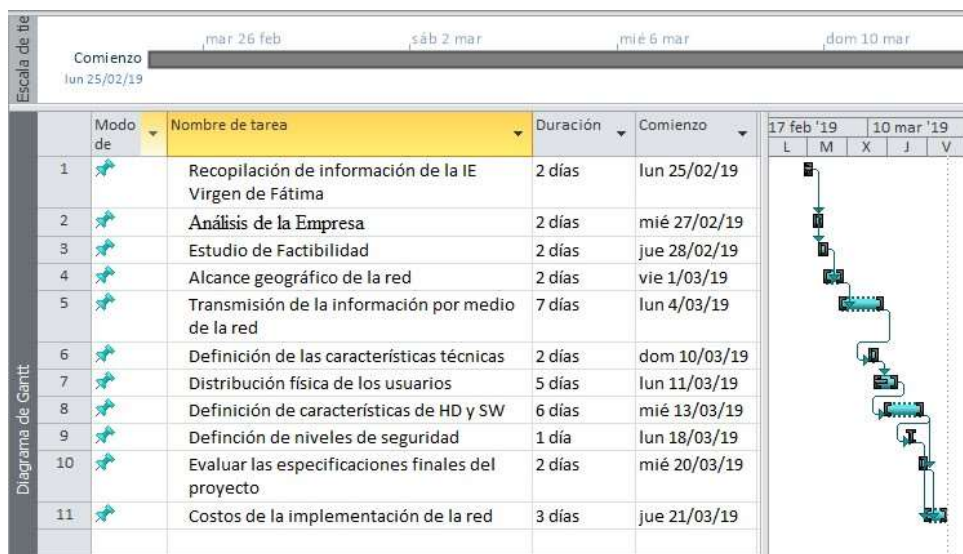 Escala de tie
mar 26 feb sáb 2 mar mié 6 mar dom 10 mar
Comienzo
lun 25/02/19
Diagrama de Gantt
Modo de Nombre de tarea Duración Comienzo 17 feb '19 10 mar '19
L M X J V
1 Recopilación de información de la IE 2 días lun 25/02/19
Virgen de Fátima
2 Análisis de la Empresa 2 días mié 27/02/19
3 Estudio de Factibilidad 2 días jue 28/02/19
4 Alcance geográfico de la red 2 días vie 1/03/19
5 Transmisión de la información por medio 7 días lun 4/03/19
de la red
6 Definición de las características técnicas 2 días dom 10/03/19
7 Distribución física de los usuarios 5 días lun 11/03/19
8 Definición de características de HD y SW 6 días mié 13/03/19
9 Definción de niveles de seguridad 1 día lun 18/03/19
10 Evaluar las especificaciones finales del 2 días mié 20/03/19
proyecto
11 Costos de la implementación de la red 3 días jue 21/03/19